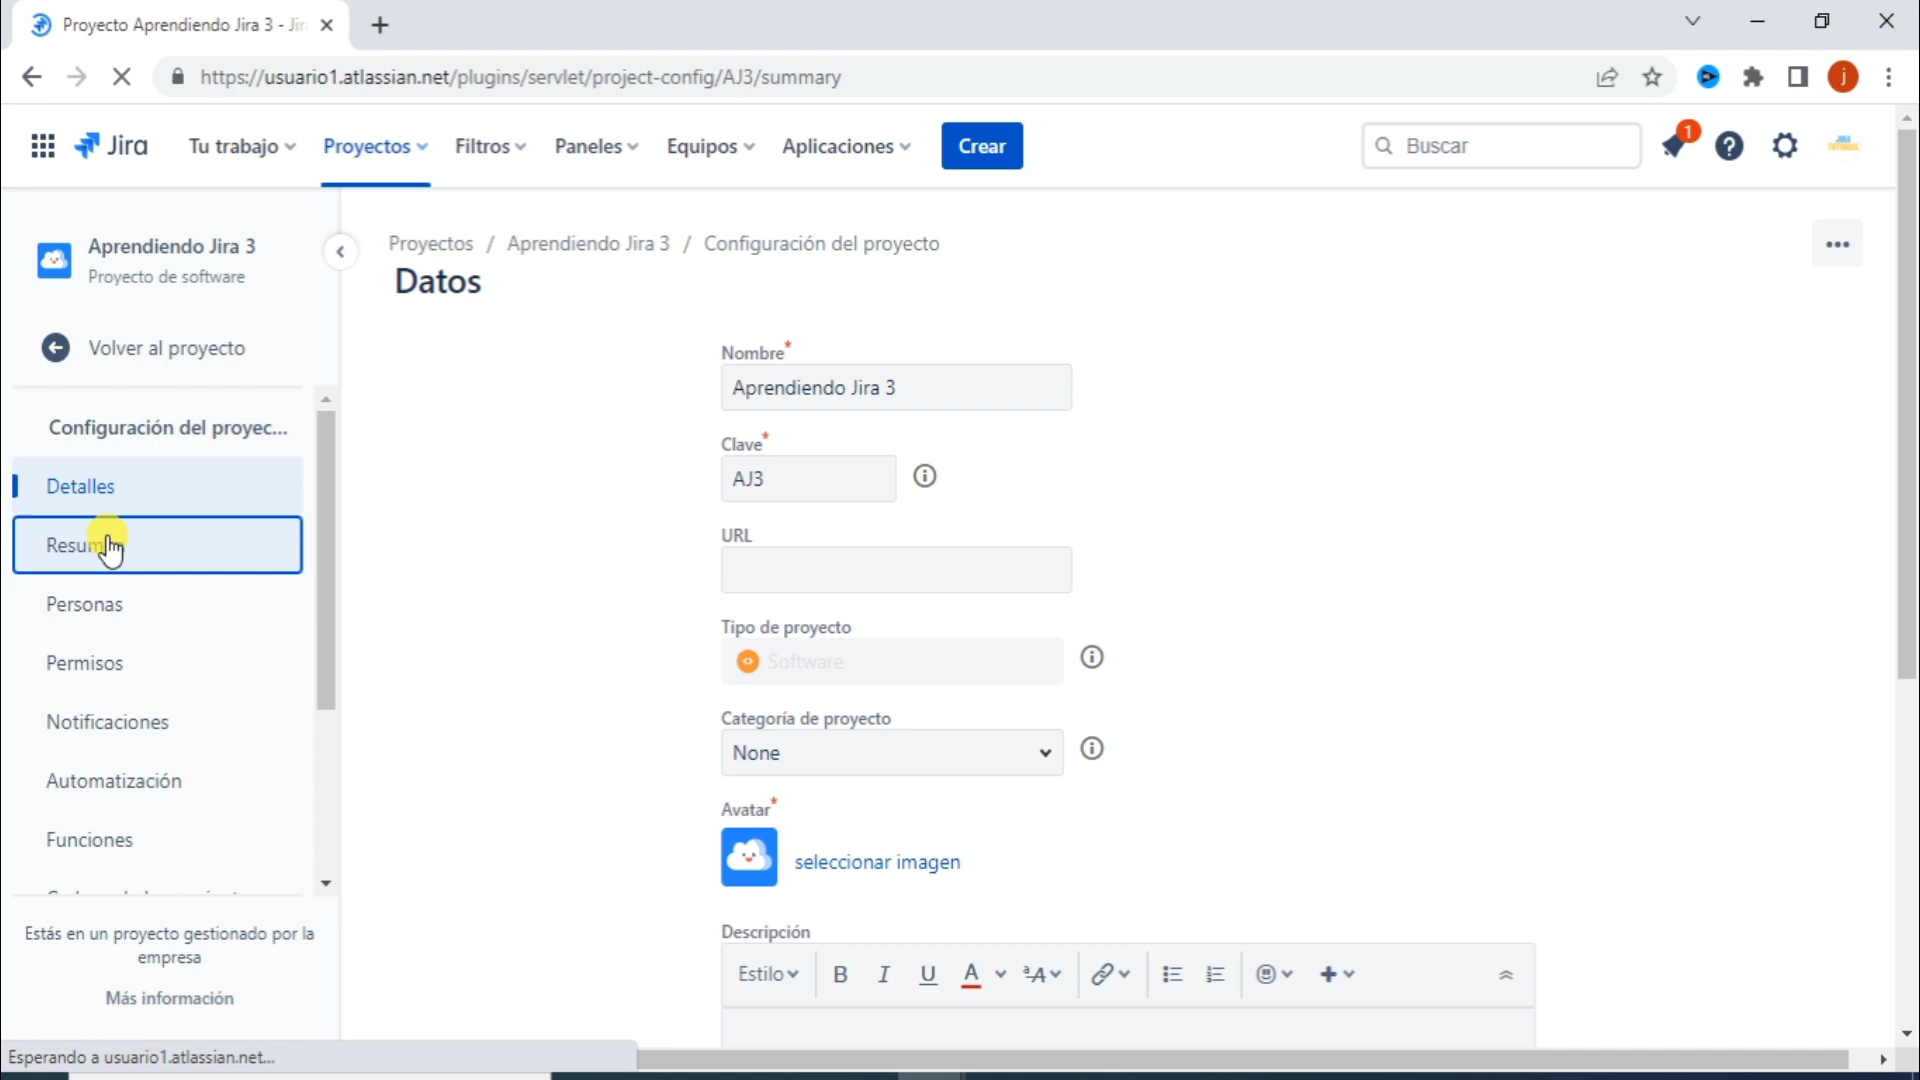 Proyecto Aprendiendo Jira 3 - Jir
https://usuario1.atlassian.net/plugins/servlet/project-config/AJ3/summary
j
Jira
Tu trabajo
Proyectos
Filtros
Paneles
Equipos
Aplicaciones
Crear
Buscar
1
Aprendiendo Jira 3
Proyecto de software
Volver al proyecto
Configuración del proyec...
Detalles
Personas
Permisos
Notificaciones
Automatización
Funciones
Estás en un proyecto gestionado por la
empresa
Más información
Esperando a usuario1.atlassian.net...
Proyectos / Aprendiendo Jira 3 / Configuración del proyecto
Datos
Nombre*
Aprendiendo Jira 3
Clave*
AJ3
URL
Tipo de proyecto
Software
Categoría de proyecto
None
Avatar*
seleccionar imagen
Descripción
Estilo B I U A